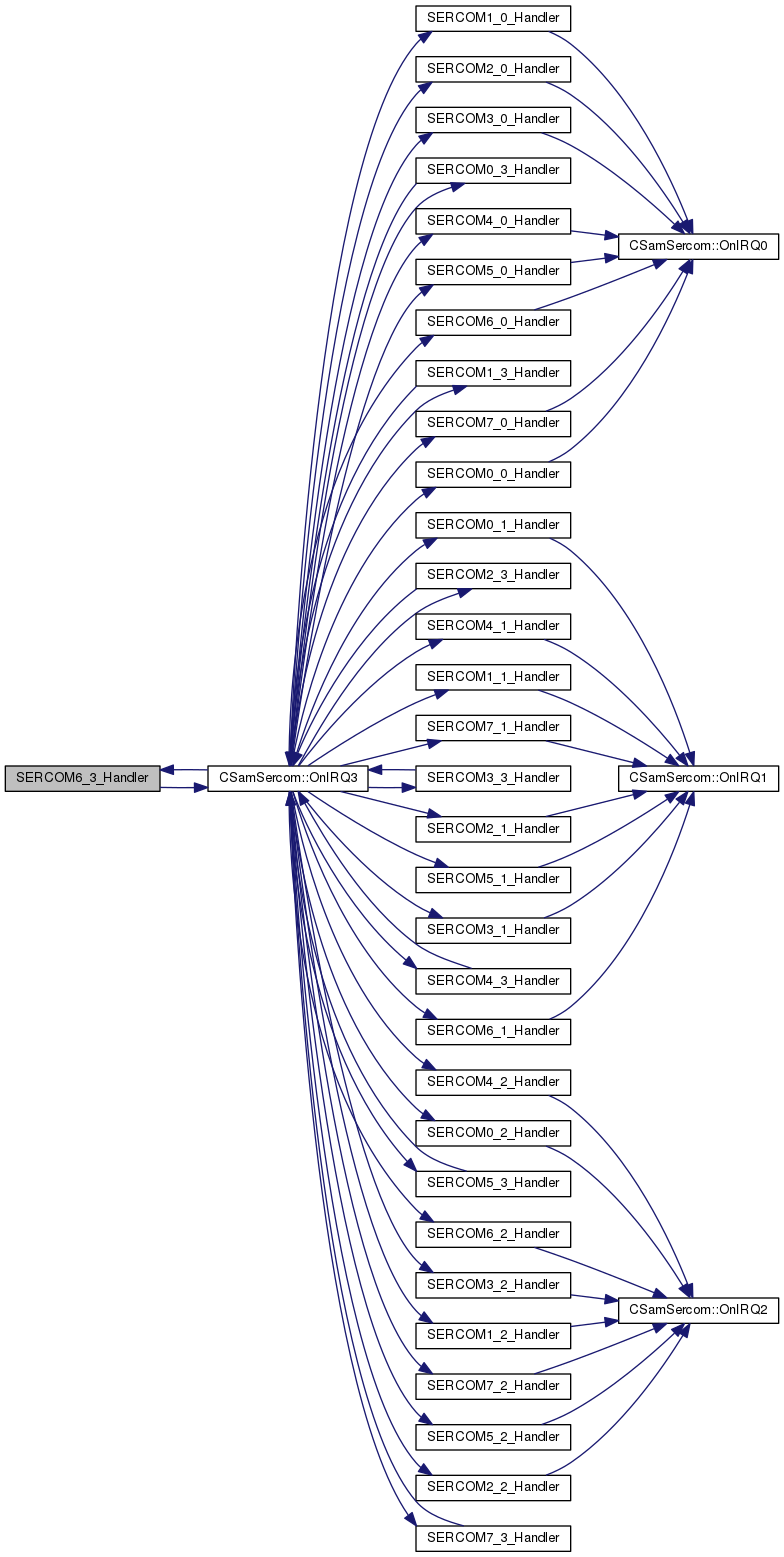 SERCOM1_0_Handler
SERCOM2_0_Handler
SERCOM3_0_Handler
SERCOM0_3_Handler
SERCOM4_0_Handler
CSamSercom::OnIRQ0
SERCOM5_0_Handler
SERCOM6_0_Handler
SERCOM1_3_Handler
SERCOM7_0_Handler
SERCOM0_0_Handler
SERCOM0_1_Handler
SERCOM2_3_Handler
SERCOM4_1_Handler
SERCOM1_1_Handler
SERCOM7_1_Handler
SERCOM6_3_Handler
CSamSercom::OnIRQ3
SERCOM3_3_Handler
CSamSercom::OnIRQ1
SERCOM2_1_Handler
SERCOM5_1_Handler
SERCOM3_1_Handler
SERCOM4_3_Handler
SERCOM6_1_Handler
SERCOM4_2_Handler
SERCOM0_2_Handler
SERCOM5_3_Handler
SERCOM6_2_Handler
SERCOM3_2_Handler
CSamSercom::OnIRQ2
SERCOM1_2_Handler
SERCOM7_2_Handler
SERCOM5_2_Handler
SERCOM2_2_Handler
SERCOM7_3_Handler